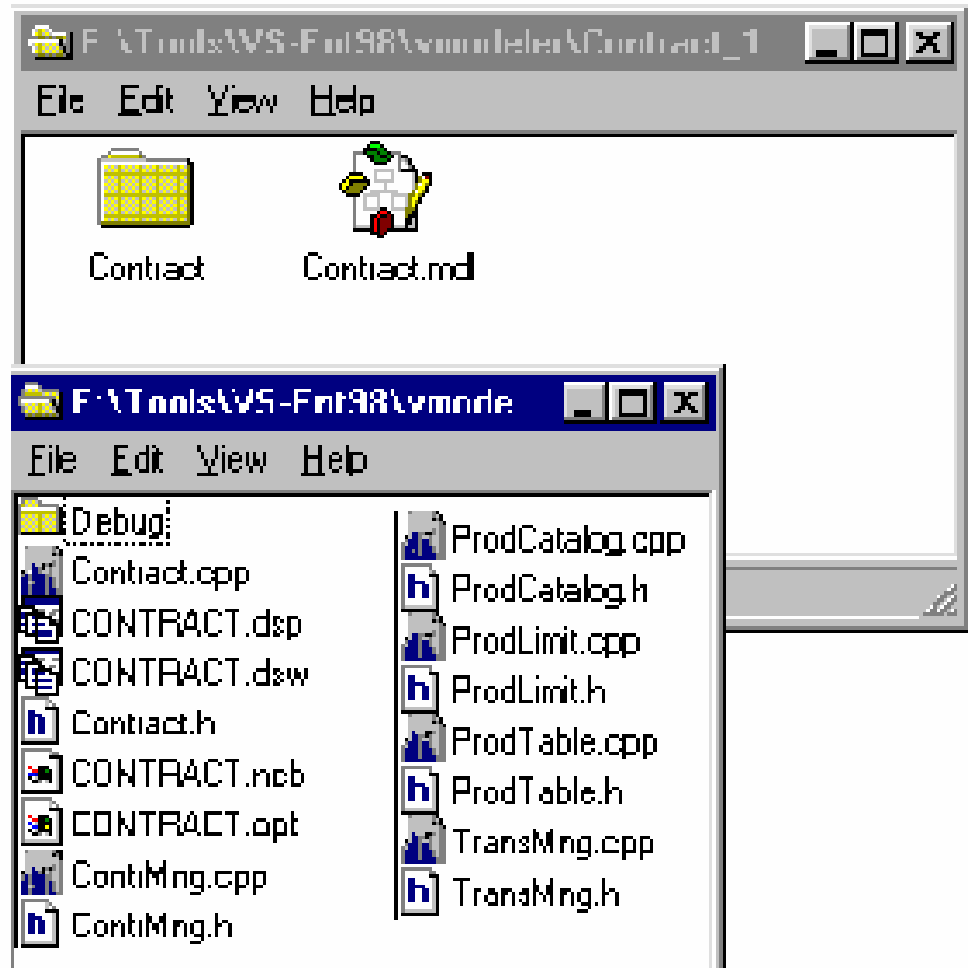 F:\Tools\VS-Ent98\vmodeler\Contract_1
File Edit View Help
Contract
Contract.mdl
F:\Tools\VS-Ent98\vmode
File Edit View Help
Debug
Contract.cpp
CONTRACT.dsp
CONTRACT.dsw
Contract.h
CONTRACT.ncb
CONTRACT.opt
ContrMng.cpp
ContrMng.h
ProdCatalog.cpp
ProdCatalog.h
ProdLimit.cpp
ProdLimit.h
ProdTable.cpp
ProdTable.h
TransMng.cpp
TransMng.h